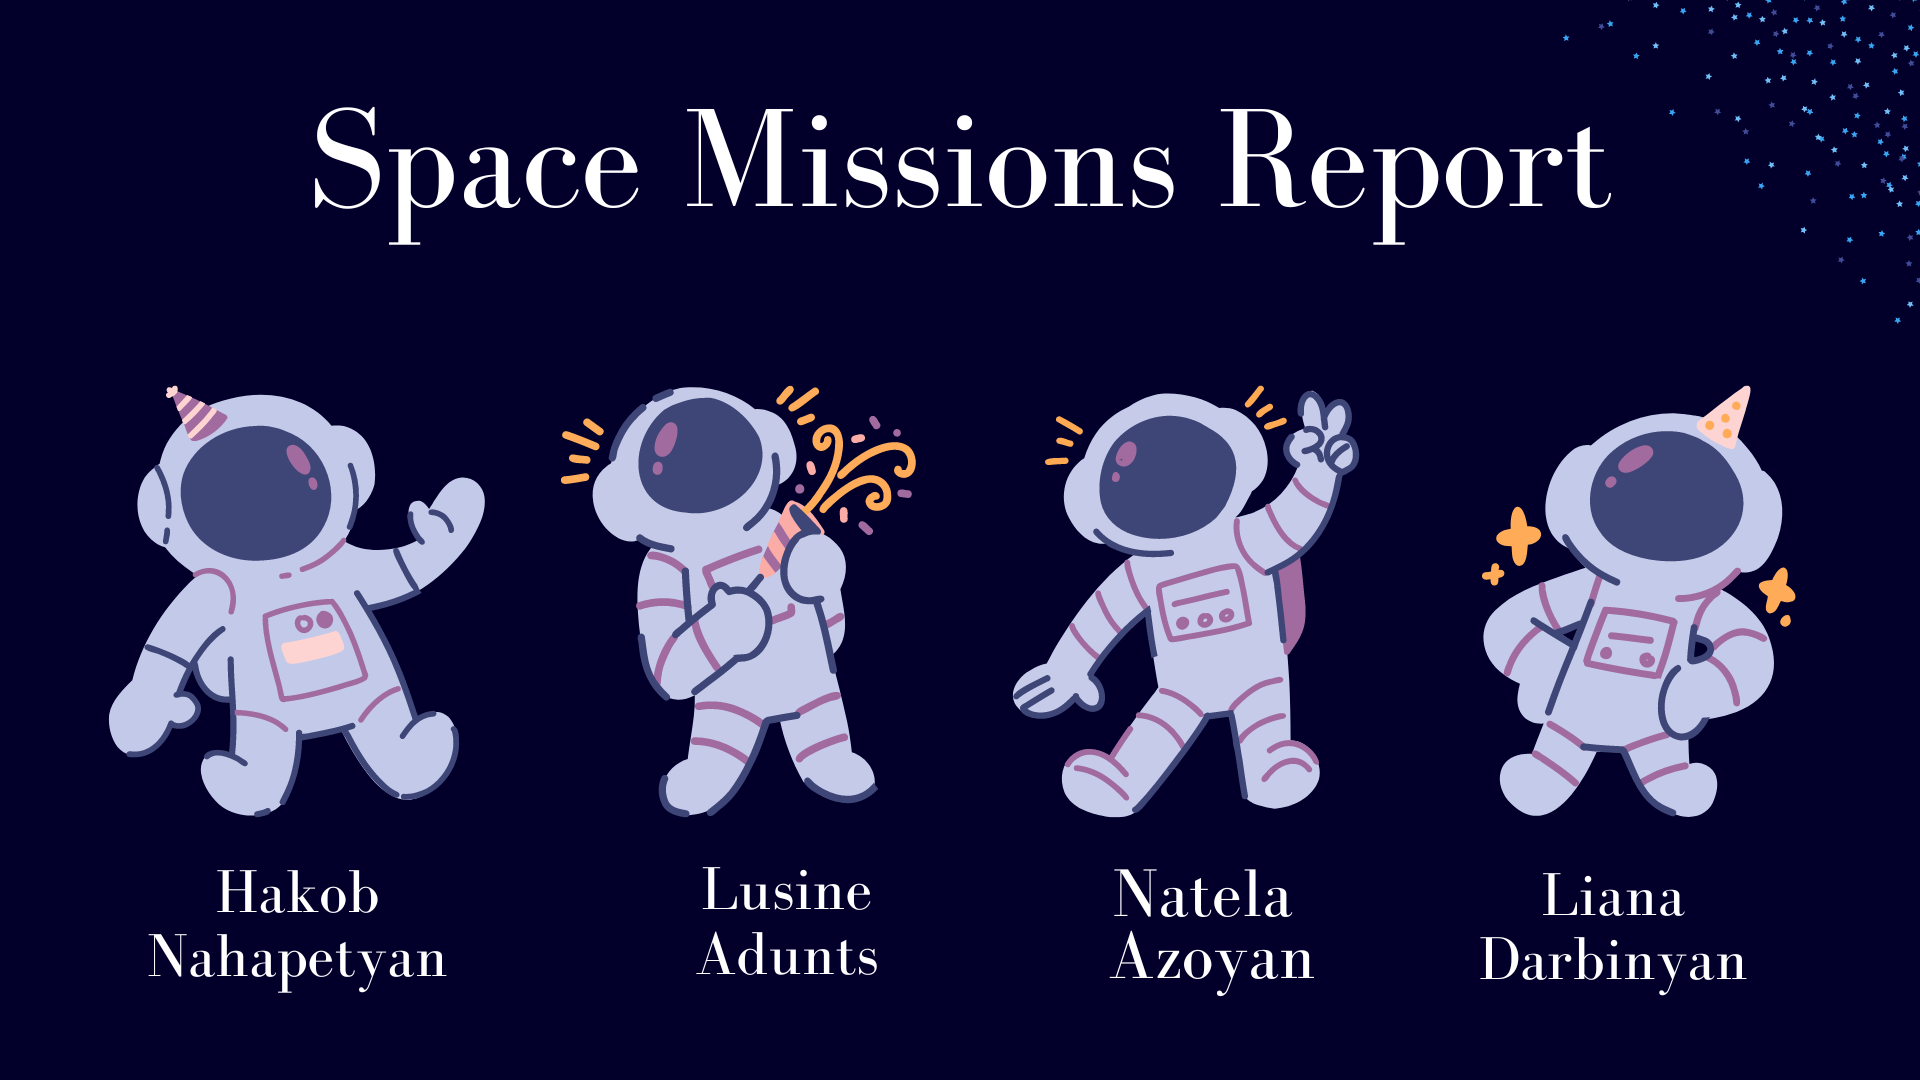 Space Missions Report
Hakob
Nahapetyan
Lusine
Adunts
Natela
Azoyan
Liana
Darbinyan